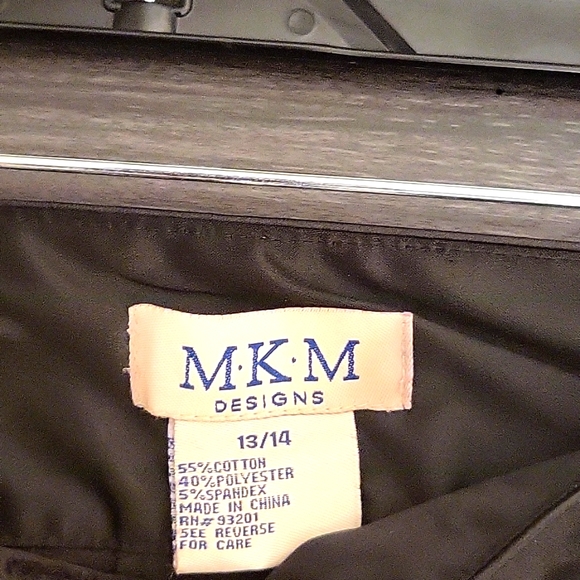 M·K·M
DESIGNS
13/14
55%COTTON
40%POLYESTER
5%SPANDEX
MADE IN CHINA
RN# 93201
SEE REVERSE
FOR CARE